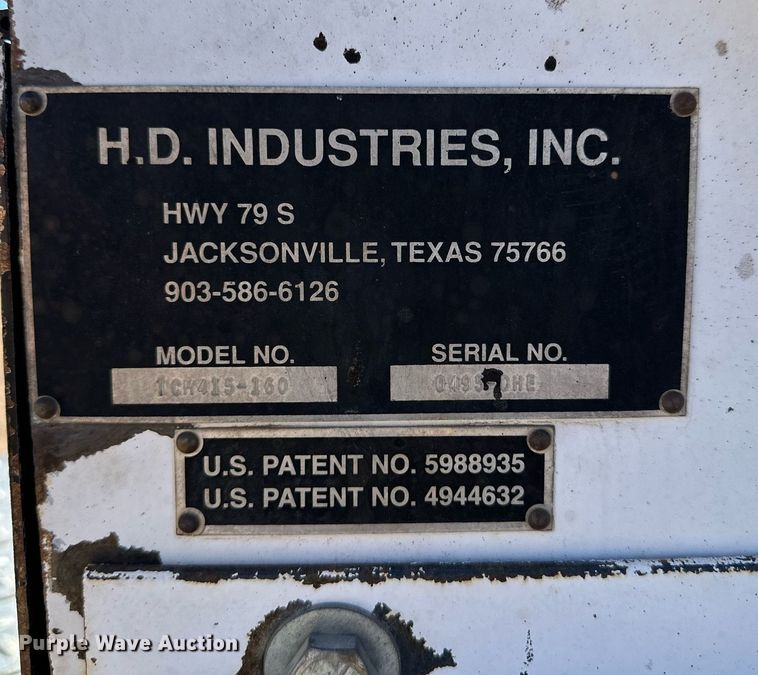 H.D. INDUSTRIES, INC.
HWY 79 S
JACKSONVILLE, TEXAS 75766
903-586-6126
MODEL NO. SERIAL NO.
U.S. PATENT NO. 5988935
U.S. PATENT NO. 4944632
Purple Wave Auction